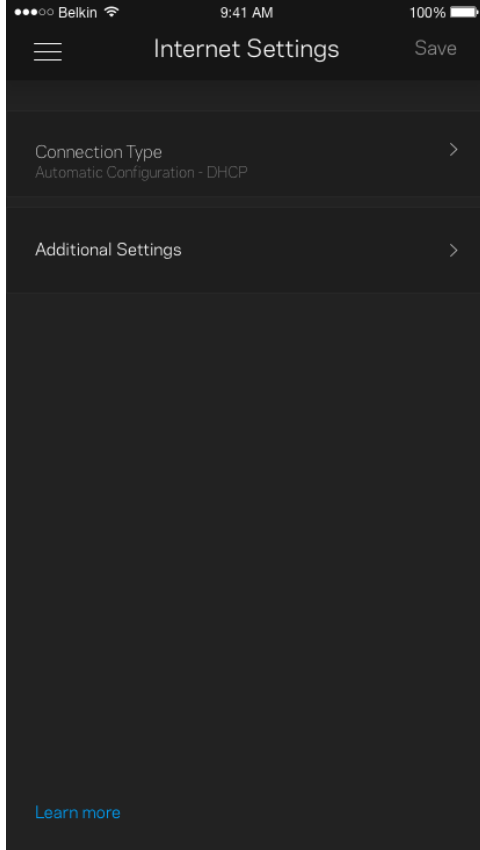 Belkin 9:41 AM 100%
Internet Settings Save
Connection Type
Automatic Configuration - DHCP
Additional Settings
Learn more